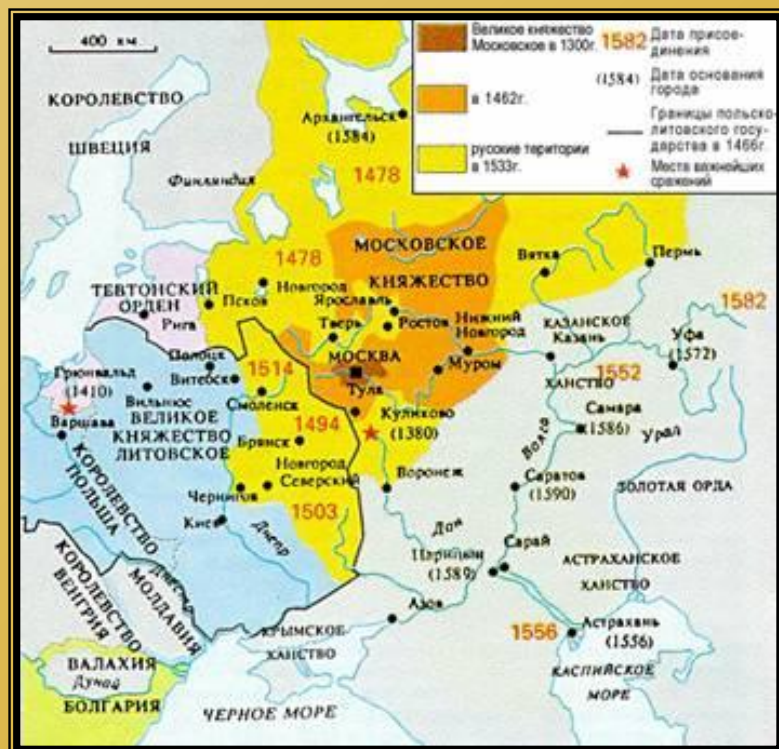 400 км
Великое княжество
Московское в 1300г.
в 1462г.
русские територии
в 1533г.
1582 Дата присое-
динения
(1584) Дата основания
города
Границы польско-
литовского госу-
дарства в 1466г.
Места важнейших
сражений
КОРОЛЕВСТВО
ШВЕЦИЯ
Финляндия
Архангельск
(1584)
1478
1478
МОСКОВСКОЕ
КНЯЖЕСТВО
Вятка
Пермь
ТЕВТОНСКИЙ
ОРДЕН
Рига
Псков
Новгород
Ярославль
Ростов
Тверь
Нижний
Новгород
КАЗАНСКОЕ
Казань
ХАНСТВО
1582
Уфа
(1572)
1552
Полоцк
Витебск
1514
МОСКВА
Муром
Тула
Грюнвальд
(1410)
Вильнюс
ВЕЛИКОЕ
КНЯЖЕСТВО
ЛИТОВСКОЕ
Смоленск
1494
Куликово
(1380)
Самара
(1586)
Урал
Варшава
Брянск
Волга
КОРОЛЕВСТВО
ПОЛЬША
Новгород
Северский
Воронеж
Саратов
(1590)
ЗОЛОТАЯ ОРДА
Чернигов
1503
Киев
Днепр
Дон
Царицын
(1589)
Сарай
АСТРАХАНСКОЕ
ХАНСТВО
КОРОЛЕВСТВО
ВЕНГРИЯ
МОЛДАВИЯ
Днестр
Азов
КРЫМСКОЕ
ХАНСТВО
1556
Астрахань
(1556)
ВАЛАХИЯ
Дунай
БОЛГАРИЯ
ЧЕРНОЕ МОРЕ
КАСПИЙСКОЕ
МОРЕ